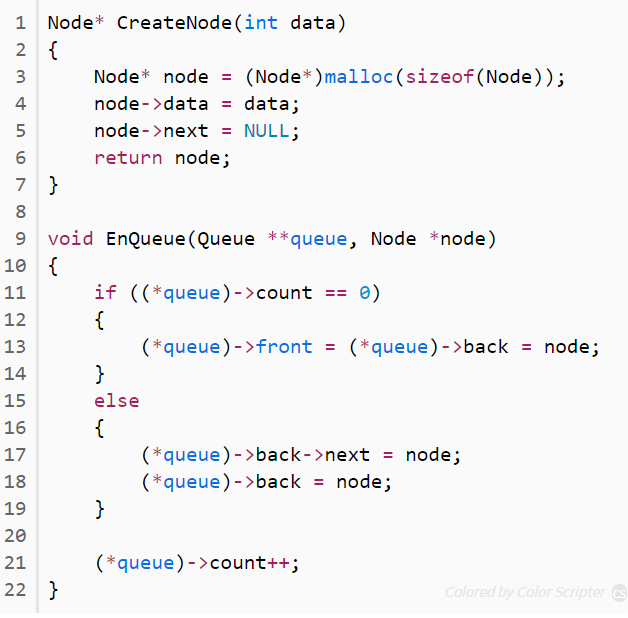 1 Node* CreateNode(int data)
2 {
3     Node* node = (Node*)malloc(sizeof(Node));
4     node->data = data;
5     node->next = NULL;
6     return node;
7 }
8
9 void EnQueue(Queue **queue, Node *node)
10 {
11     if ((*queue)->count == 0)
12     {
13         (*queue)->front = (*queue)->back = node;
14     }
15     else
16     {
17         (*queue)->back->next = node;
18         (*queue)->back = node;
19     }
20
21     (*queue)->count++;
22 }
Colored by Color Scripter CS